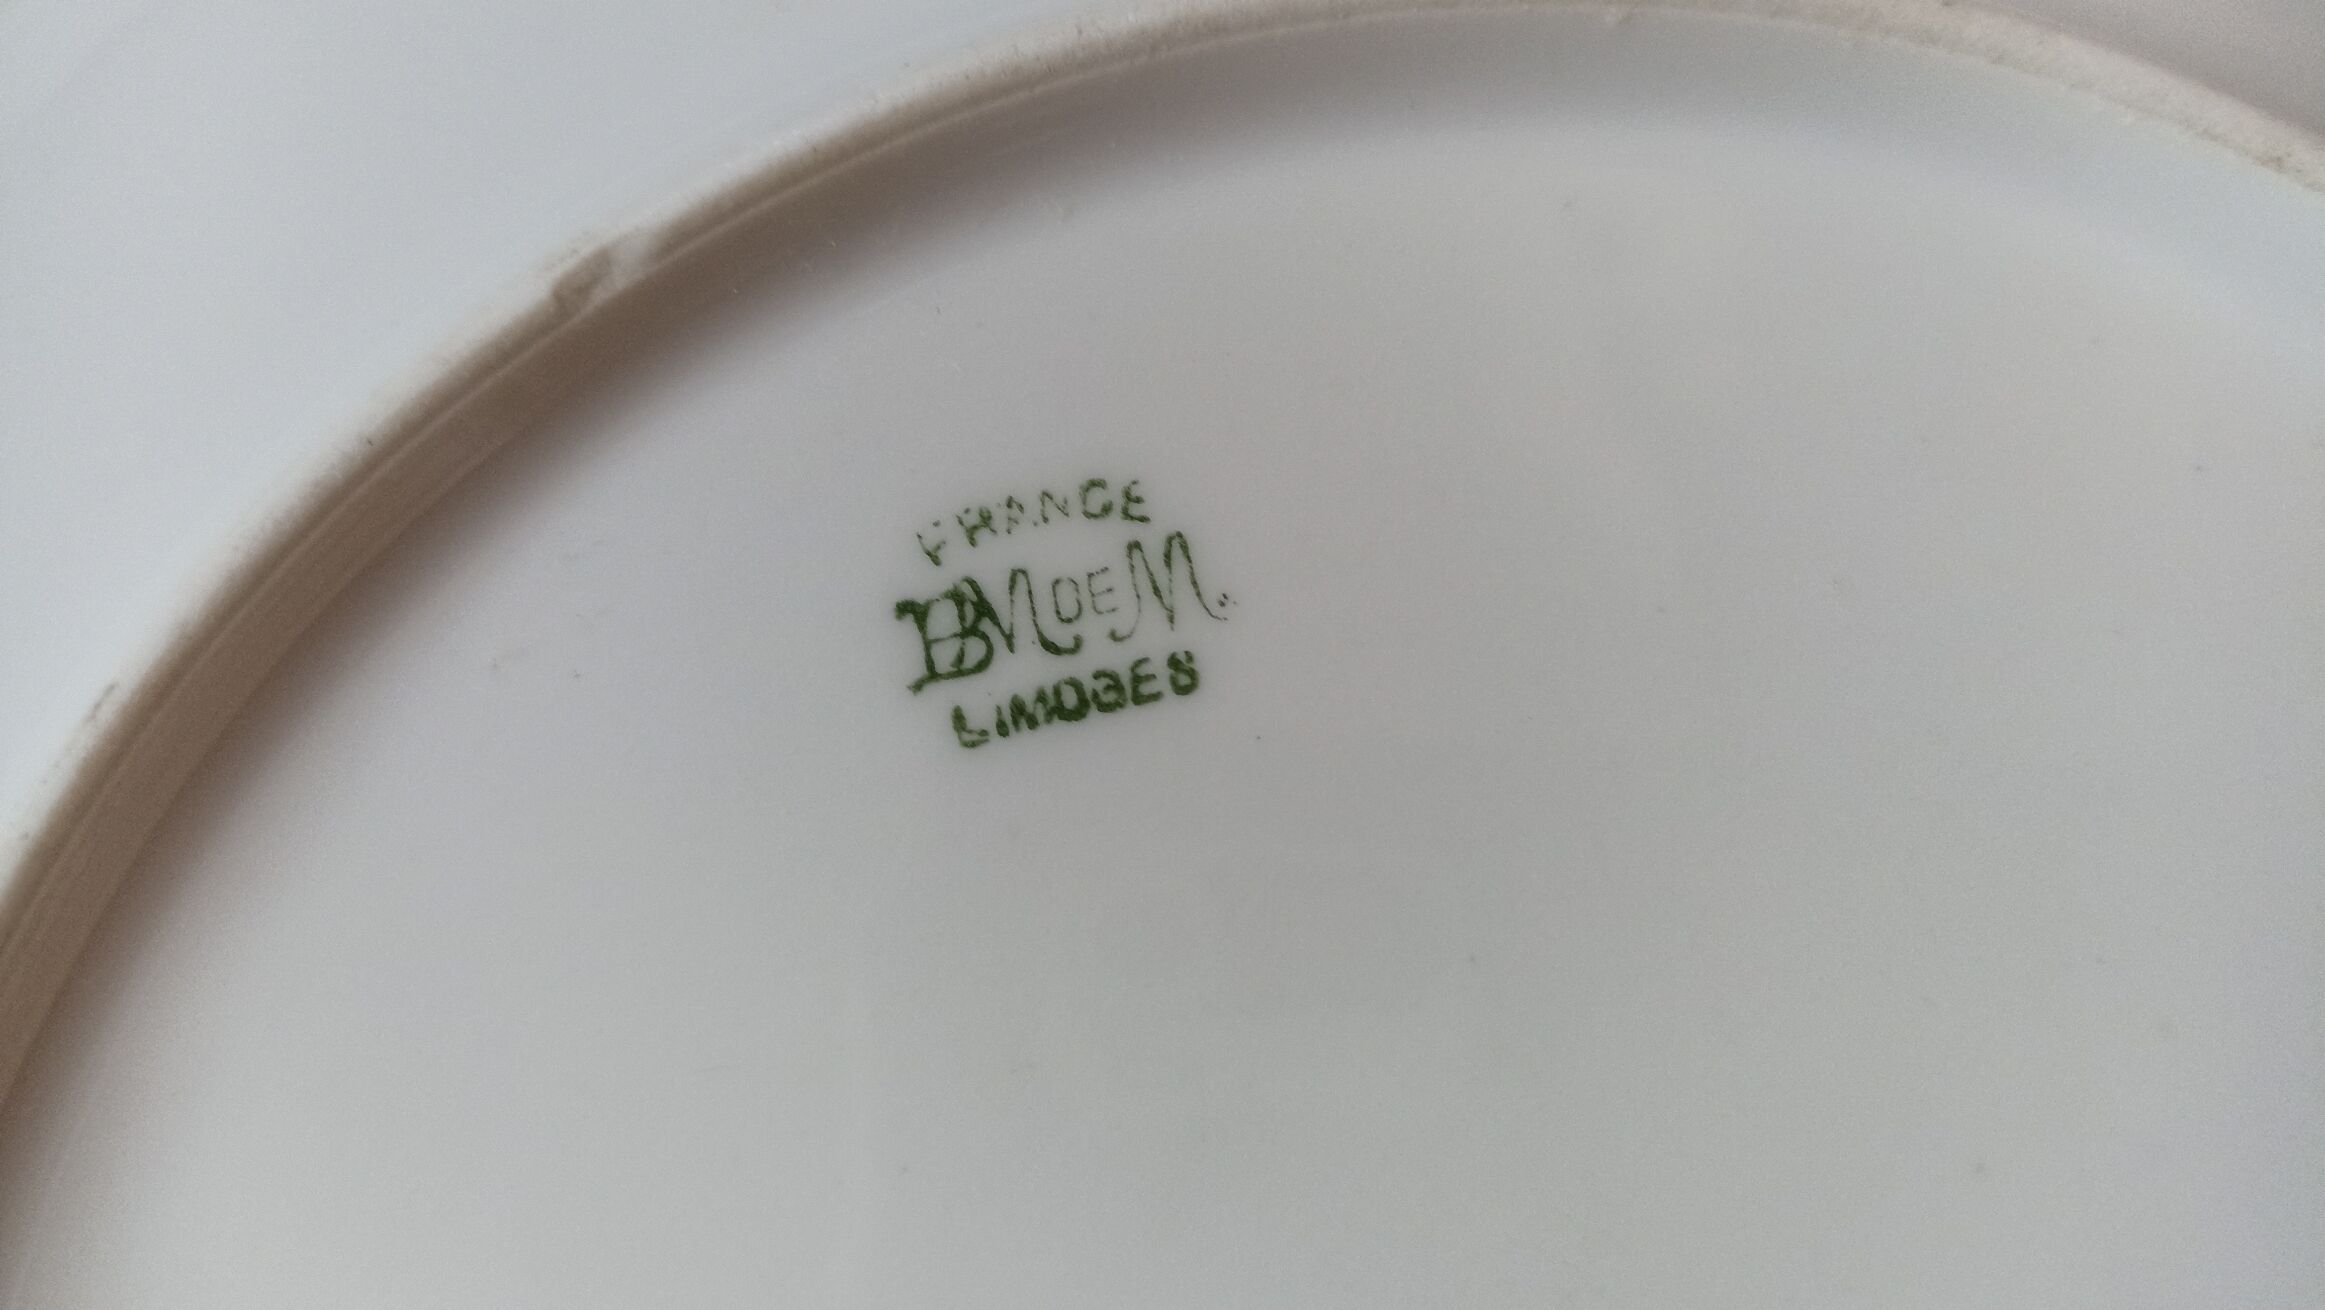 FRANCE
B M DE M.
LIMOGES